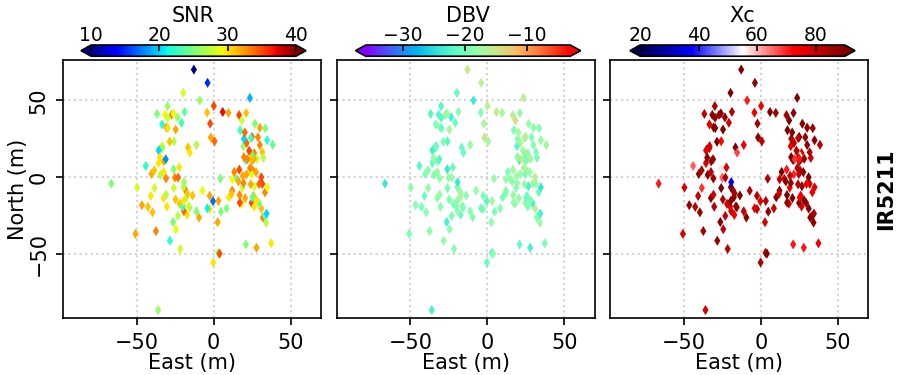 SNR
DBV
Xc
10 20 30 40
−30 −20 −10
20 40 60 80
North (m)
50
0
−50
IR5211
−50 0 50
−50 0 50
−50 0 50
East (m)
East (m)
East (m)